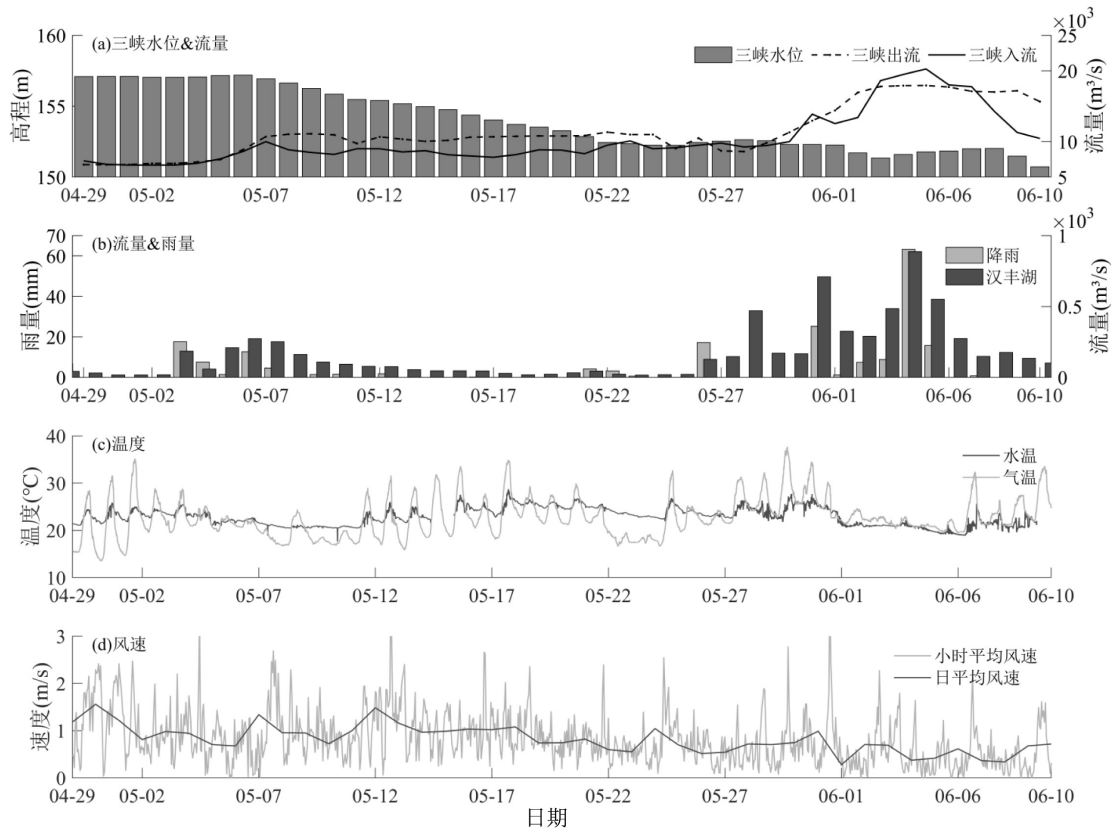 (a)三峡水位&流量
×10³
三峡水位 三峡出流 三峡入流
高程(m)
160
155
150
流量(m³/s)
25
20
15
10
5
04-29 05-02 05-07 05-12 05-17 05-22 05-27 06-01 06-06 06-10
(b)流量&雨量
×10³
降雨
汉丰湖
雨量(mm)
70
60
40
20
0
流量(m³/s)
1
0.5
0
04-29 05-02 05-07 05-12 05-17 05-22 05-27 06-01 06-06 06-10
(c)温度
水温
气温
温度(°C)
40
30
20
10
04-29 05-02 05-07 05-12 05-17 05-22 05-27 06-01 06-06 06-10
(d)风速
小时平均风速
日平均风速
速度(m/s)
3
2
1
0
04-29 05-02 05-07 05-12 05-17 05-22 05-27 06-01 06-06 06-10
日期